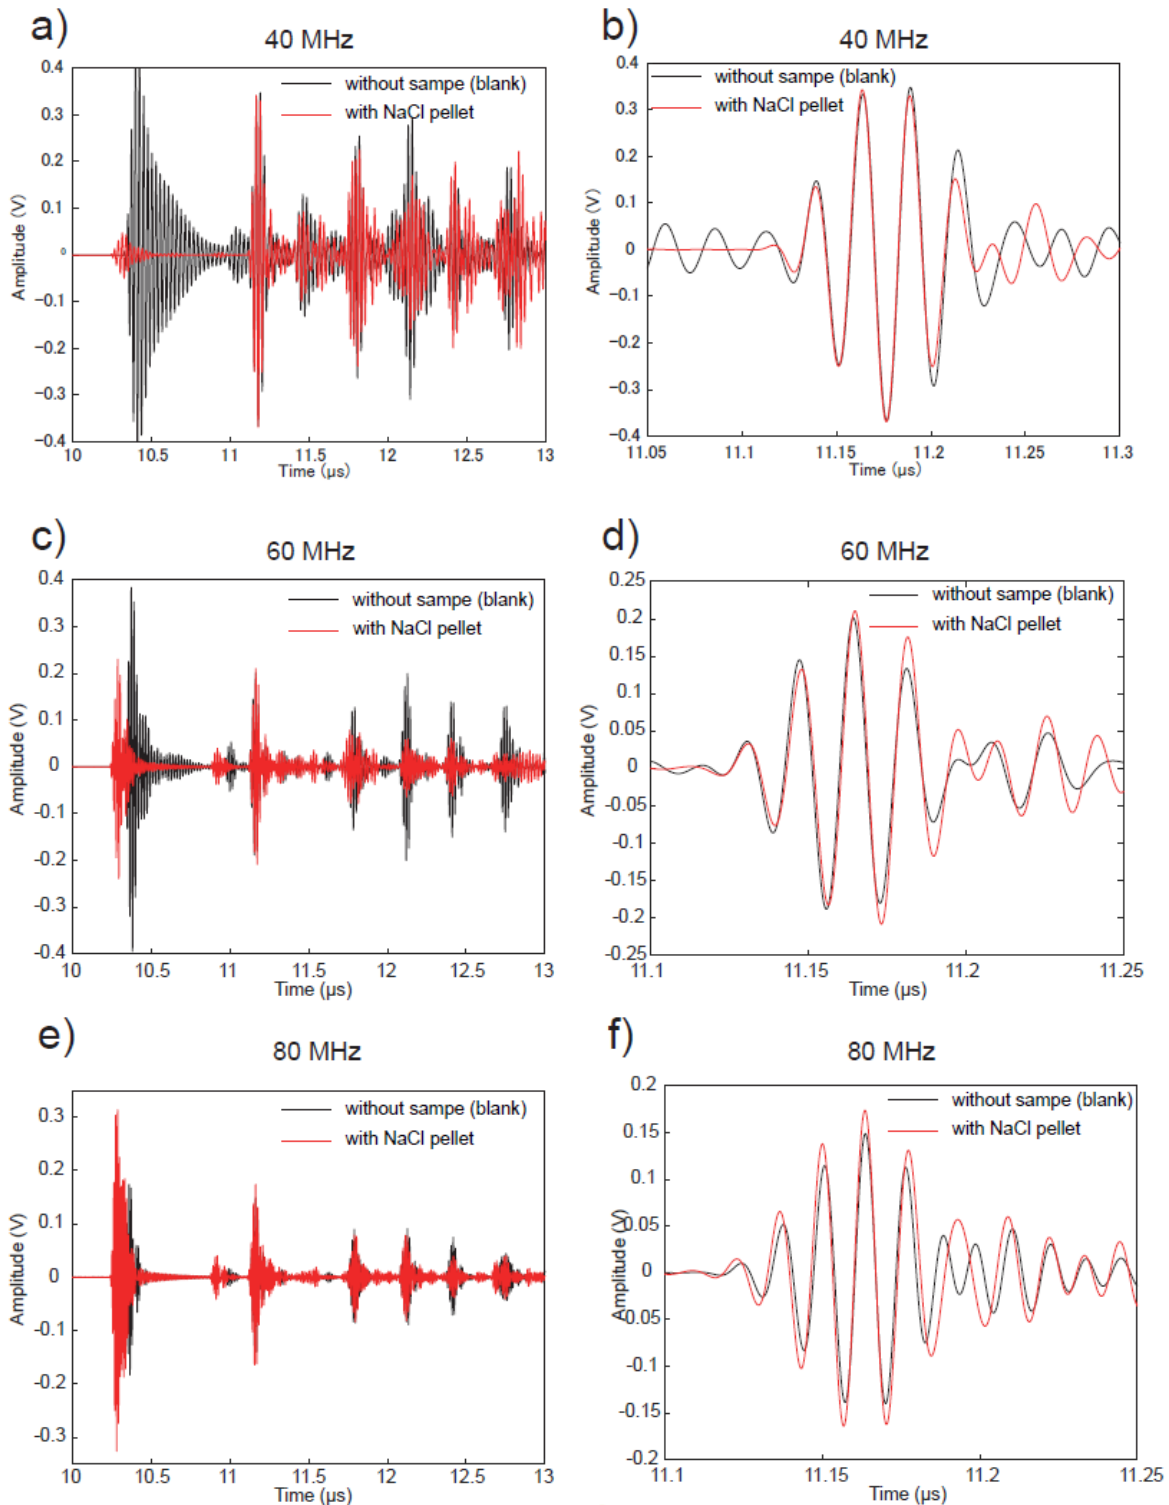 a)
40 MHz
without sampe (blank)
with NaCl pellet
Amplitude (V)
0.4
0.3
0.2
0.1
0
-0.1
-0.2
-0.3
-0.4
10
10.5
11
11.5
12
12.5
13
Time (μs)
b)
40 MHz
without sampe (blank)
with NaCl pellet
Amplitude (V)
0.4
0.3
0.2
0.1
0
-0.1
-0.2
-0.3
-0.4
11.05
11.1
11.15
11.2
11.25
11.3
Time (μs)
c)
60 MHz
without sampe (blank)
with NaCl pellet
Amplitude (V)
0.4
0.3
0.2
0.1
0
-0.1
-0.2
-0.3
-0.4
10
10.5
11
11.5
12
12.5
13
Time (μs)
d)
60 MHz
without sampe (blank)
with NaCl pellet
Amplitude (V)
0.25
0.2
0.15
0.1
0.05
0
-0.05
-0.1
-0.15
-0.2
-0.25
11.1
11.15
11.2
11.25
Time (μs)
e)
80 MHz
without sampe (blank)
with NaCl pellet
Amplitude (V)
0.3
0.2
0.1
0
-0.1
-0.2
-0.3
10
10.5
11
11.5
12
12.5
13
Time (μs)
f)
80 MHz
without sampe (blank)
with NaCl pellet
Amplitude (V)
0.2
0.15
0.1
0.05
0
-0.05
-0.1
-0.15
-0.2
11.1
11.15
11.2
11.25
Time (μs)